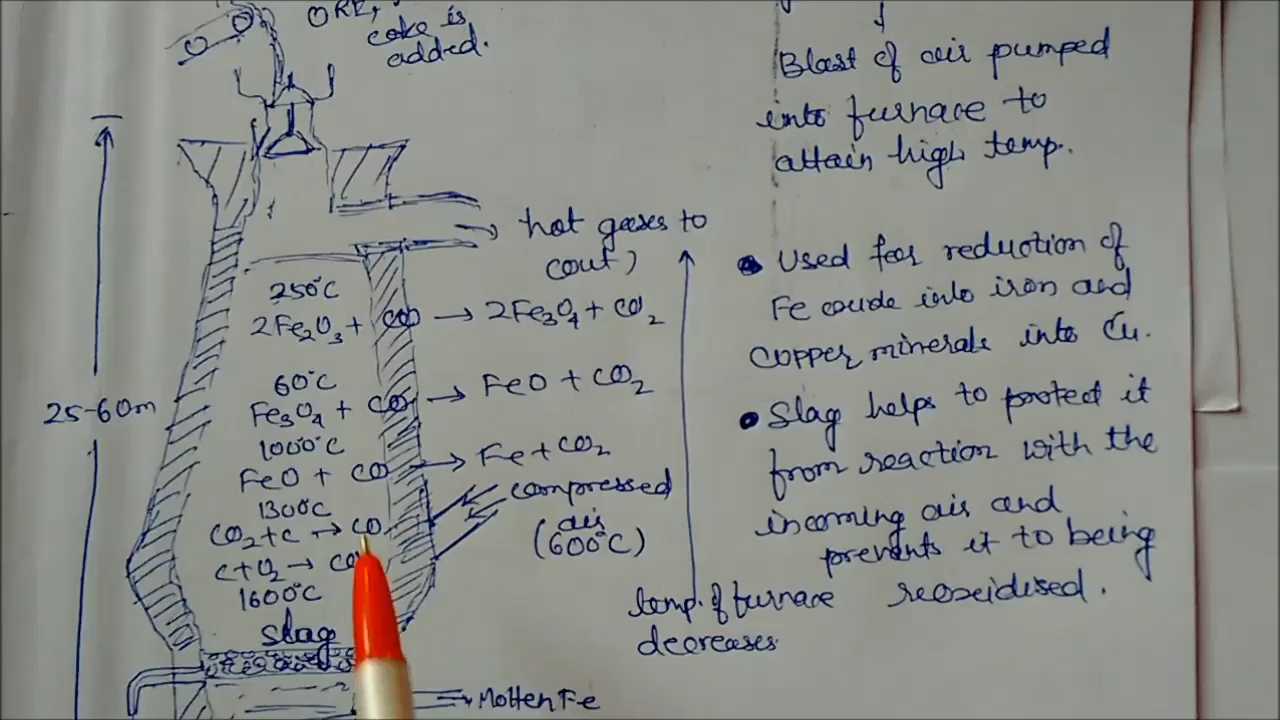 ORE,
coke is
added.
hot gases to
(out)
250°C
2Fe2O3 + CO → 2Fe3O4 + CO2
60°C
Fe3O4 + CO → FeO + CO2
25-60m
1000°C
FeO + CO → Fe + CO2
1300°C
CO2 + C → CO
C + O2 → CO
1600°C
Slag
compressed
air
(600°C)
Molten Fe
temp. of furnace
decreases
Blast of air pumped
into furnace to
attain high temp.
• Used for reduction of
Fe crude into iron and
copper minerals into Cu.
• Slag helps to protect it
from reaction with the
incoming air and
prevents it to being
reoxidised.